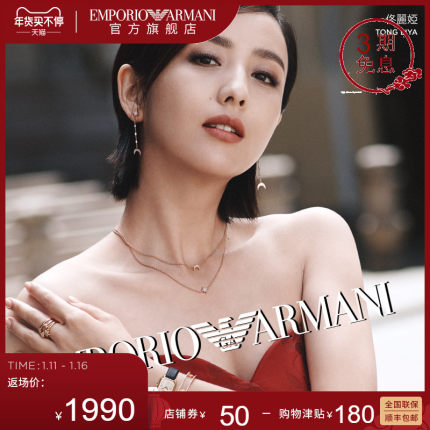 年货买不停
天猫
EMPORIO ARMANI
官方旗舰店
佟麗婭
TONG LIYA
3期
免息
EMPORIO ARMANI
TIME: 1.11 - 1.16
返场价:
¥ 1990
店铺券 50 — 购物津贴 180
¥ ¥
全国联保
顺丰包邮